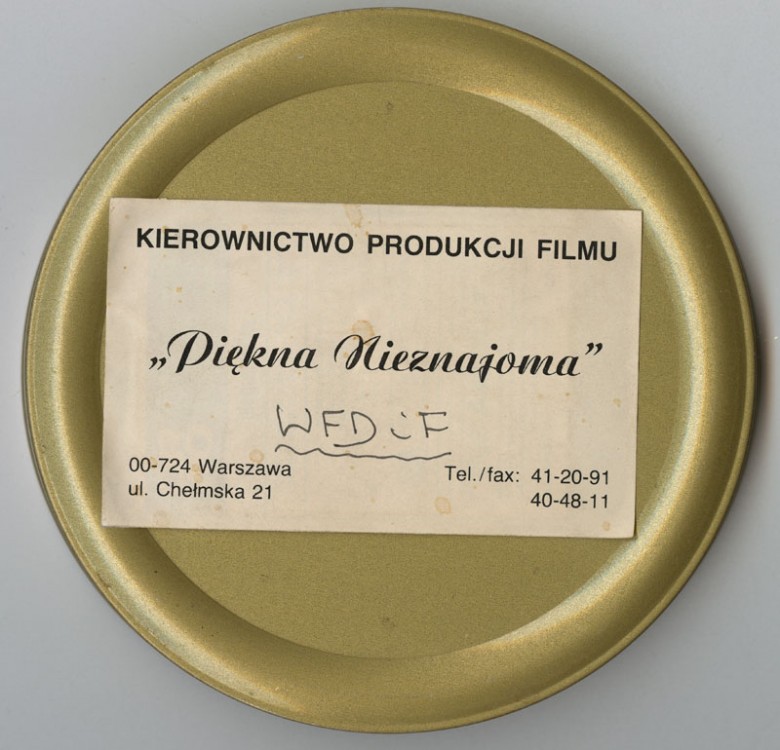 KIEROWNICTWO PRODUKCJI FILMU
„Piękna Nieznajoma”
WFDiF
00-724 Warszawa
ul. Chełmska 21
Tel./fax: 41-20-91
40-48-11